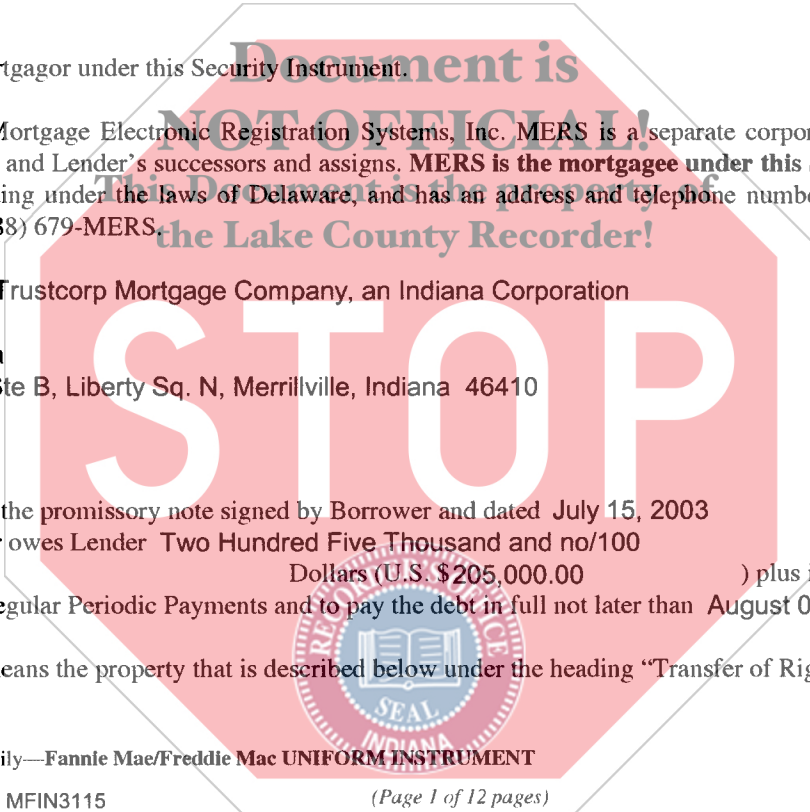 Document is
rtgagor under this Security Instrument.
NOT OFFICIAL!
Mortgage Electronic Registration Systems, Inc. MERS is a separate corpor
and Lender's successors and assigns. MERS is the mortgagee under this
This Document is the property of
ing under the laws of Delaware, and has an address and telephone numbe
8) 679-MERS.
the Lake County Recorder!
Trustcorp Mortgage Company, an Indiana Corporation
STOP
te B, Liberty Sq. N, Merrillville, Indiana 46410
the promissory note signed by Borrower and dated July 15, 2003
owes Lender Two Hundred Five Thousand and no/100
Dollars (U.S. $205,000.00 ) plus i
egular Periodic Payments and to pay the debt in full not later than August 0
RECORDER'S OFFICE
eans the property that is described below under the heading “Transfer of Rig
SEAL
INDIANA
ily—Fannie Mae/Freddie Mac UNIFORM INSTRUMENT
MFIN3115 (Page 1 of 12 pages)